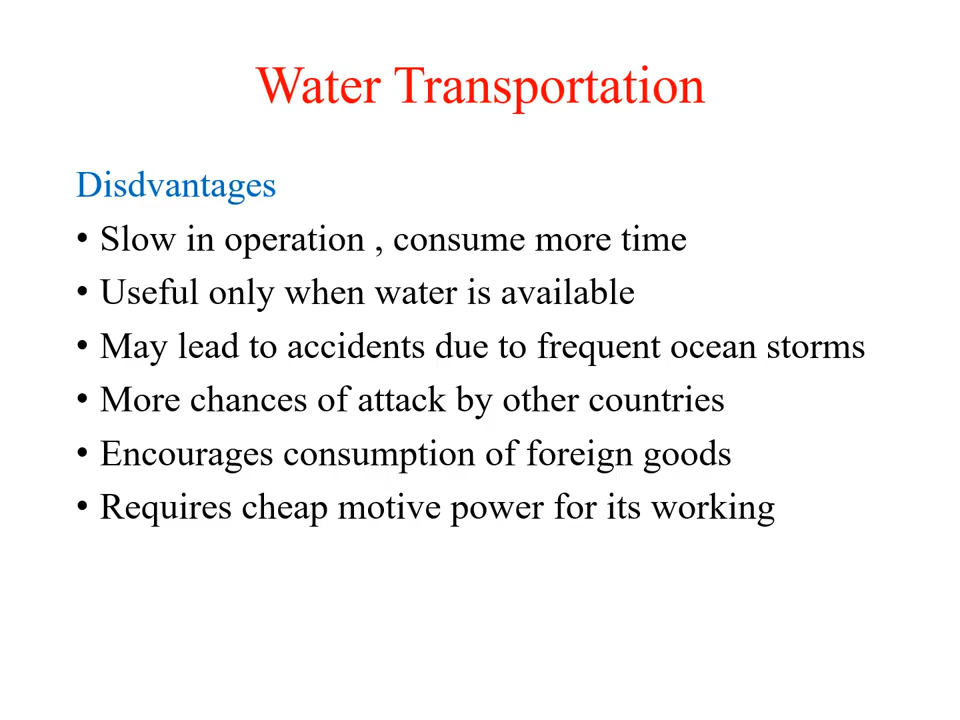 Water Transportation
Disdvantages
• Slow in operation , consume more time
• Useful only when water is available
• May lead to accidents due to frequent ocean storms
• More chances of attack by other countries
• Encourages consumption of foreign goods
• Requires cheap motive power for its working